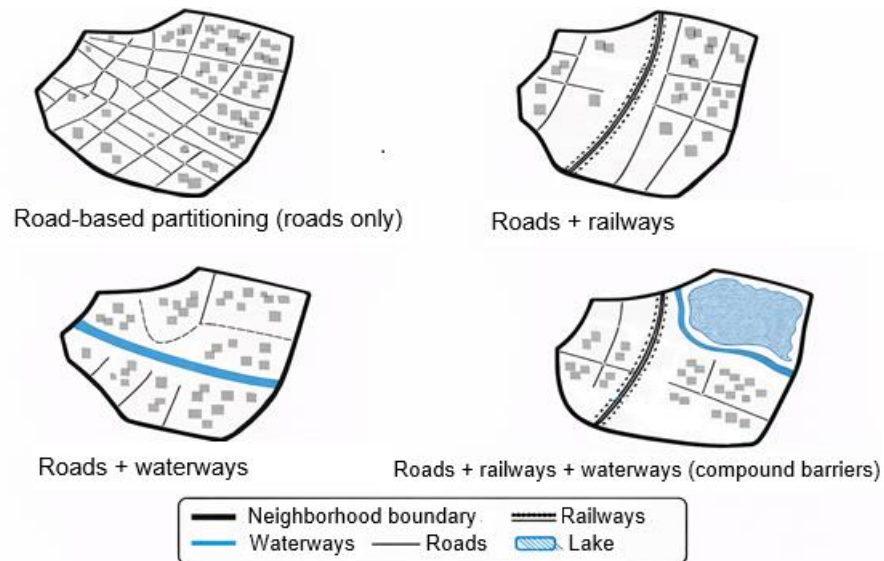 Road-based partitioning (roads only)
Roads + railways
Roads + waterways
Roads + railways + waterways (compound barriers)
Neighborhood boundary
Railways
Waterways
Roads
Lake